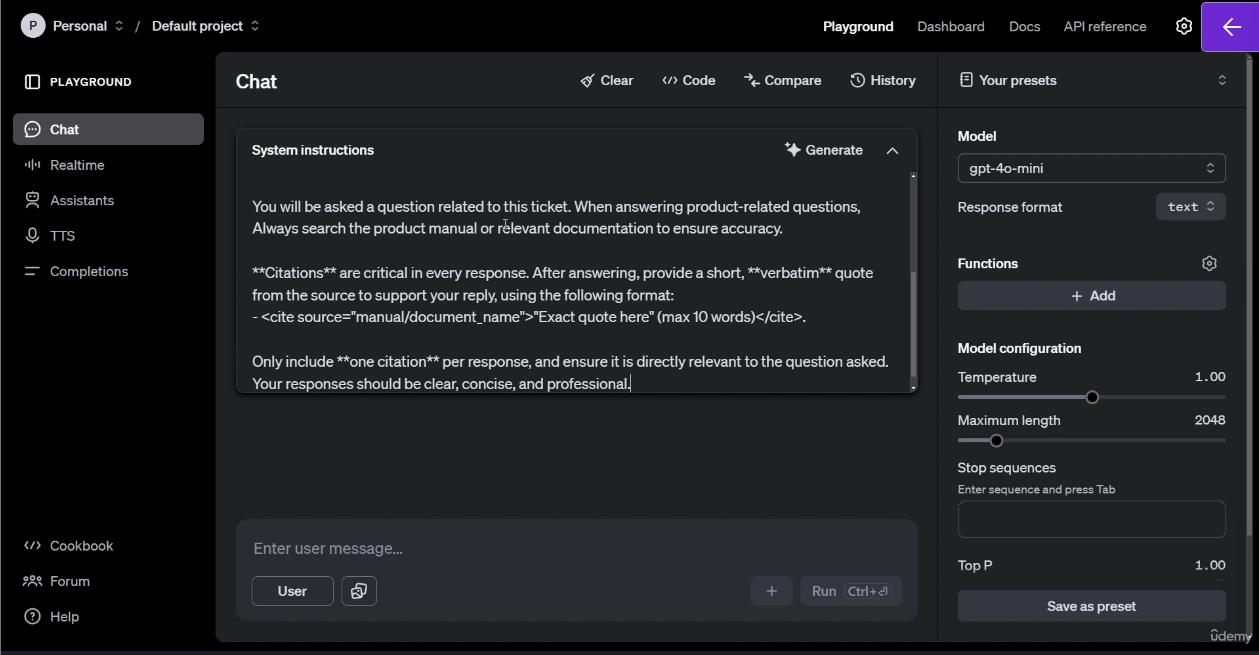 P Personal / Default project
Playground Dashboard Docs API reference
PLAYGROUND
Chat
Realtime
Assistants
TTS
Completions
Cookbook
Forum
Help
Chat
Clear Code Compare History
System instructions
Generate
You will be asked a question related to this ticket. When answering product-related questions,
Always search the product manual or relevant documentation to ensure accuracy.
**Citations** are critical in every response. After answering, provide a short, **verbatim** quote
from the source to support your reply, using the following format:
- <cite source="manual/document_name">"Exact quote here" (max 10 words)</cite>.
Only include **one citation** per response, and ensure it is directly relevant to the question asked.
Your responses should be clear, concise, and professional.
Enter user message...
User
+ Run Ctrl+⏎
Your presets
Model
gpt-4o-mini
Response format text
Functions
+ Add
Model configuration
Temperature 1.00
Maximum length 2048
Stop sequences
Enter sequence and press Tab
Top P 1.00
Save as preset
ûdemy